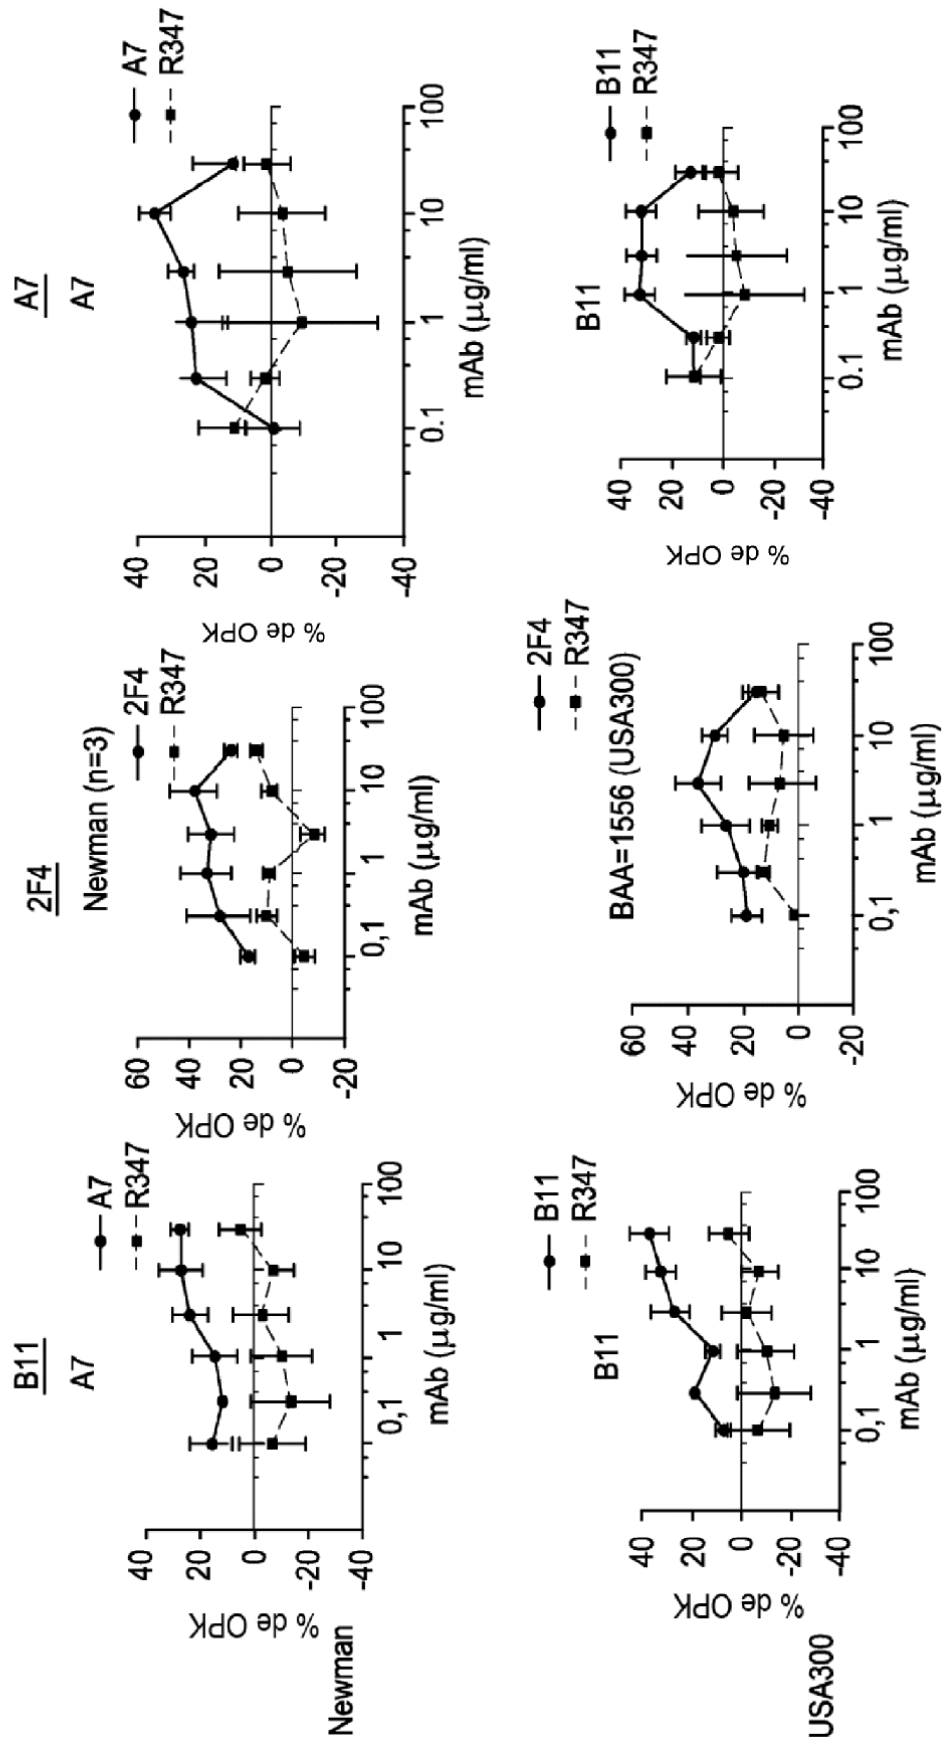 B11
A7
A7
R347
40
20
0
-20
-40
% de OPK
0,1
1
10
100
mAb (µg/ml)
Newman
2F4
Newman (n=3)
2F4
R347
60
40
20
0
-20
% de OPK
0,1
1
10
100
mAb (µg/ml)
A7
A7
A7
R347
40
20
0
-20
-40
% de OPK
0.1
1
10
100
mAb (µg/ml)
B11
B11
R347
40
20
0
-20
-40
% de OPK
0,1
1
10
100
mAb (µg/ml)
USA300
BAA=1556 (USA300)
2F4
R347
60
40
20
0
-20
% de OPK
0,1
1
10
100
mAb (µg/ml)
B11
B11
R347
40
20
0
-20
-40
% de OPK
0.1
1
10
100
mAb (µg/ml)